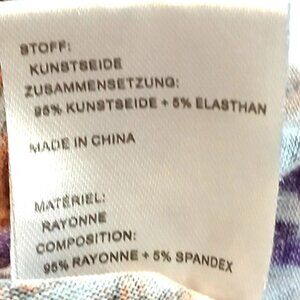 STOFF:
KUNSTSEIDE
ZUSAMMENSETZUNG:
95% KUNSTSEIDE + 5% ELASTHAN
MADE IN CHINA
MATÉRIEL:
RAYONNE
COMPOSITION:
95% RAYONNE + 5% SPANDEX